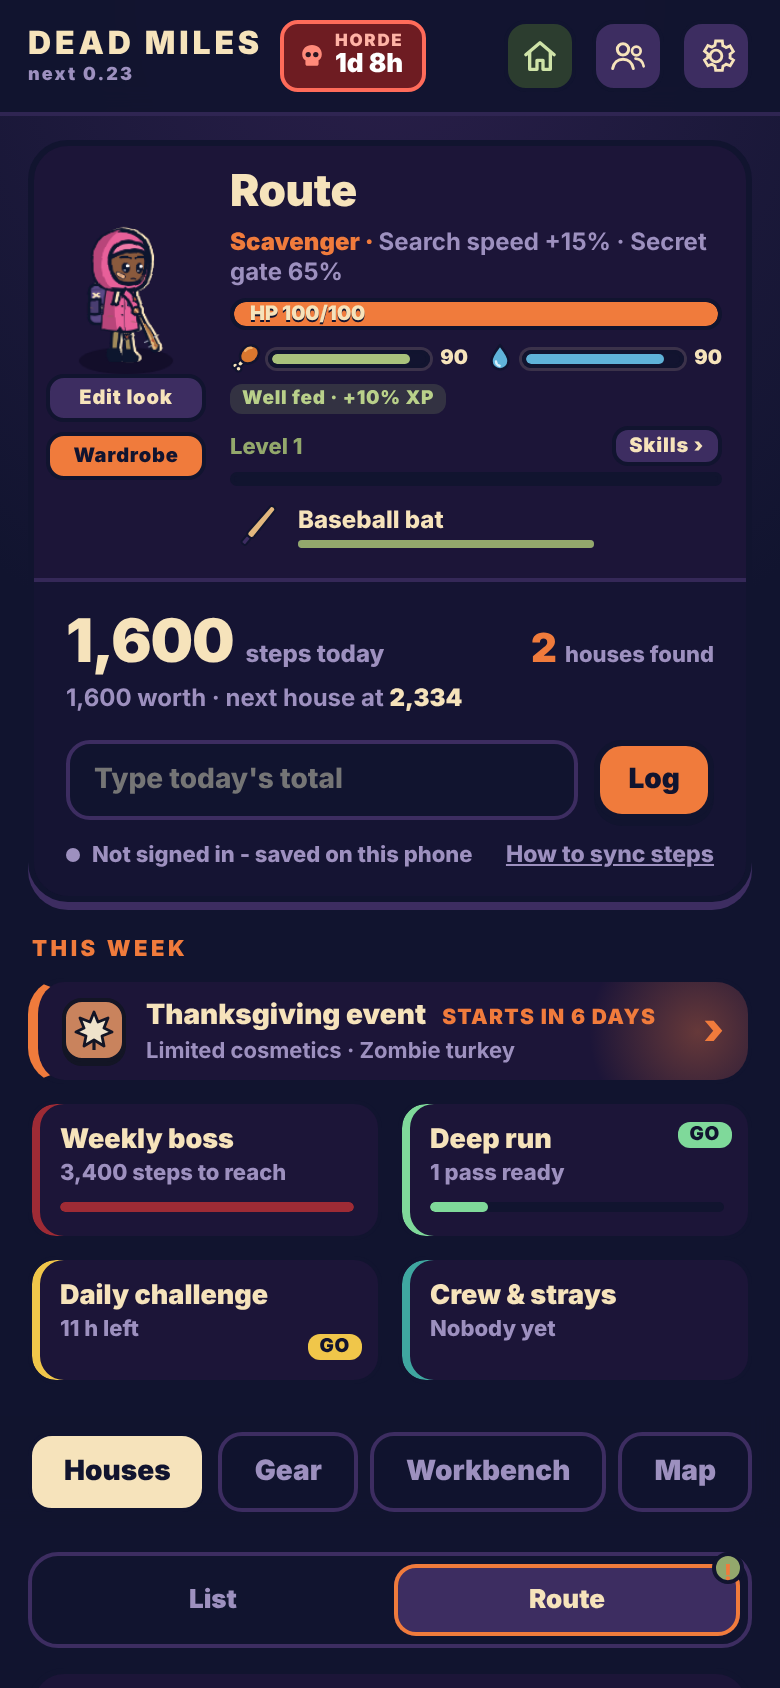 DEAD MILES
next 0.23
HORDE
1d 8h
Route
Scavenger · Search speed +15% · Secret
gate 65%
HP 100/100
90
90
Well fed · +10% XP
Edit look
Level 1
Skills ›
Wardrobe
Baseball bat
1,600 steps today
2 houses found
1,600 worth · next house at 2,334
Type today's total
Log
Not signed in - saved on this phone
How to sync steps
THIS WEEK
Thanksgiving event STARTS IN 6 DAYS
Limited cosmetics · Zombie turkey
›
Weekly boss
3,400 steps to reach
Deep run
GO
1 pass ready
Daily challenge
11 h left
GO
Crew & strays
Nobody yet
Houses
Gear
Workbench
Map
List
Route
!